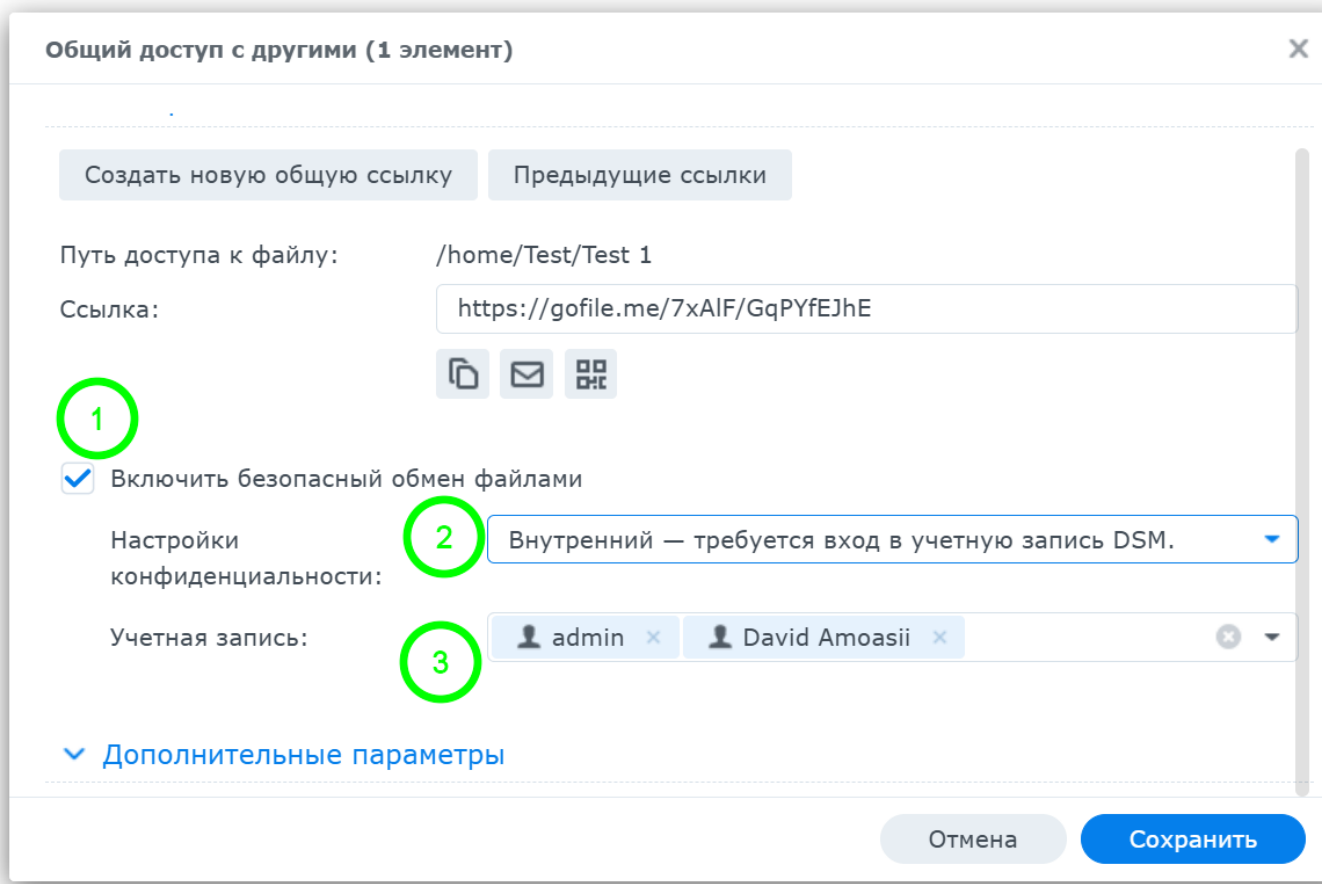 Общий доступ с другими (1 элемент)
Создать новую общую ссылку Предыдущие ссылки
Путь доступа к файлу: /home/Test/Test 1
Ссылка: https://gofile.me/7xAlF/GqPYfEJhE
1
Включить безопасный обмен файлами
Настройки конфиденциальности: 2 Внутренний — требуется вход в учетную запись DSM.
Учетная запись: 3 admin David Amoasii
Дополнительные параметры
Отмена Сохранить